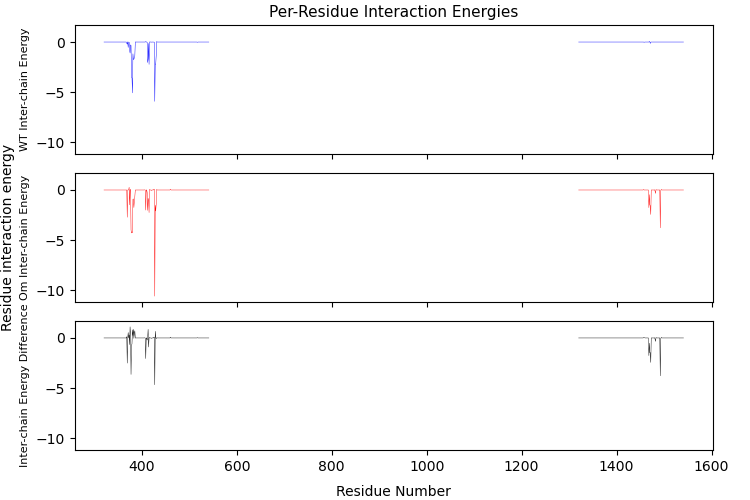 Per-Residue Interaction Energies
Residue interaction energy
WT Inter-chain Energy
0
−5
−10
Om Inter-chain Energy
0
−5
−10
Inter-chain Energy Difference
0
−5
−10
400 600 800 1000 1200 1400 1600
Residue Number